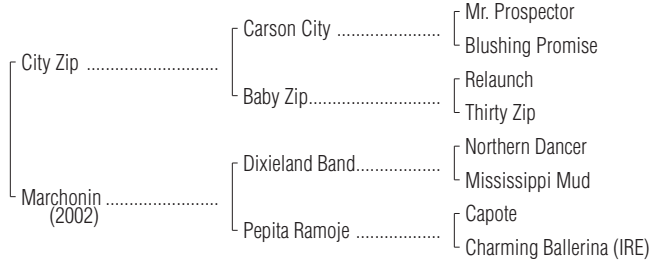 Mr. Prospector
Carson City ........................
Blushing Promise
City Zip ..............................
Relaunch
Baby Zip..............................
Thirty Zip
Northern Dancer
Dixieland Band...................
Mississippi Mud
Marchonin .........................
(2002)
Capote
Pepita Ramoje ...................
Charming Ballerina (IRE)